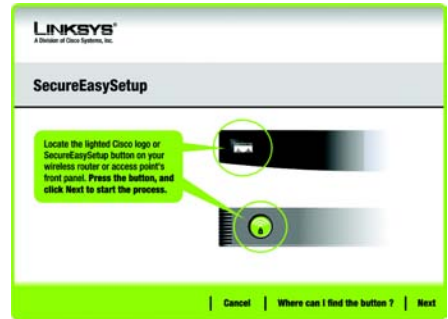 LINKSYS®
A Division of Cisco Systems, Inc.
SecureEasySetup
Locate the lighted Cisco logo or
SecureEasySetup button on your
wireless router or access point's
front panel. Press the button, and
click Next to start the process.
Cancel | Where can I find the button ? | Next